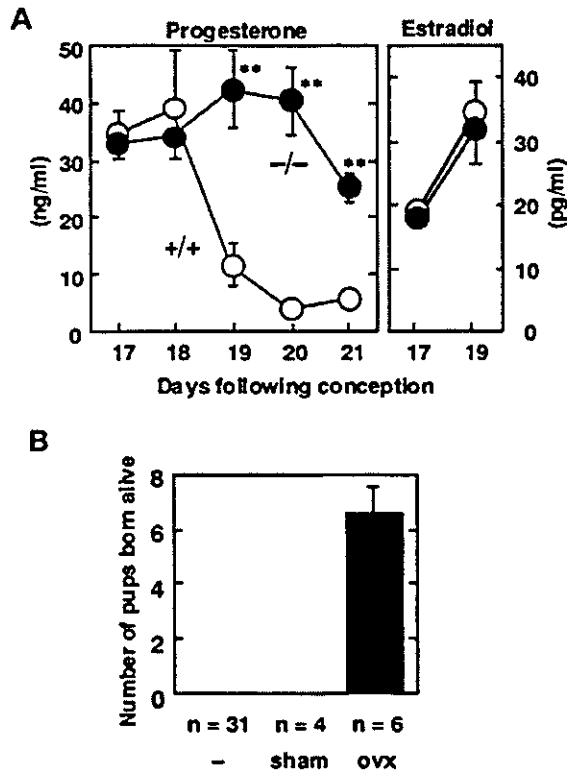 A
Progesterone
Estradiol
50
40
30
20
10
0
(ng/ml)
**
**
**
−/−
+/+
40
30
20
10
0
(pg/ml)
17 18 19 20 21
17 19
Days following conception
B
8
6
4
2
0
Number of pups born alive
n = 31 n = 4 n = 6
– sham ovx